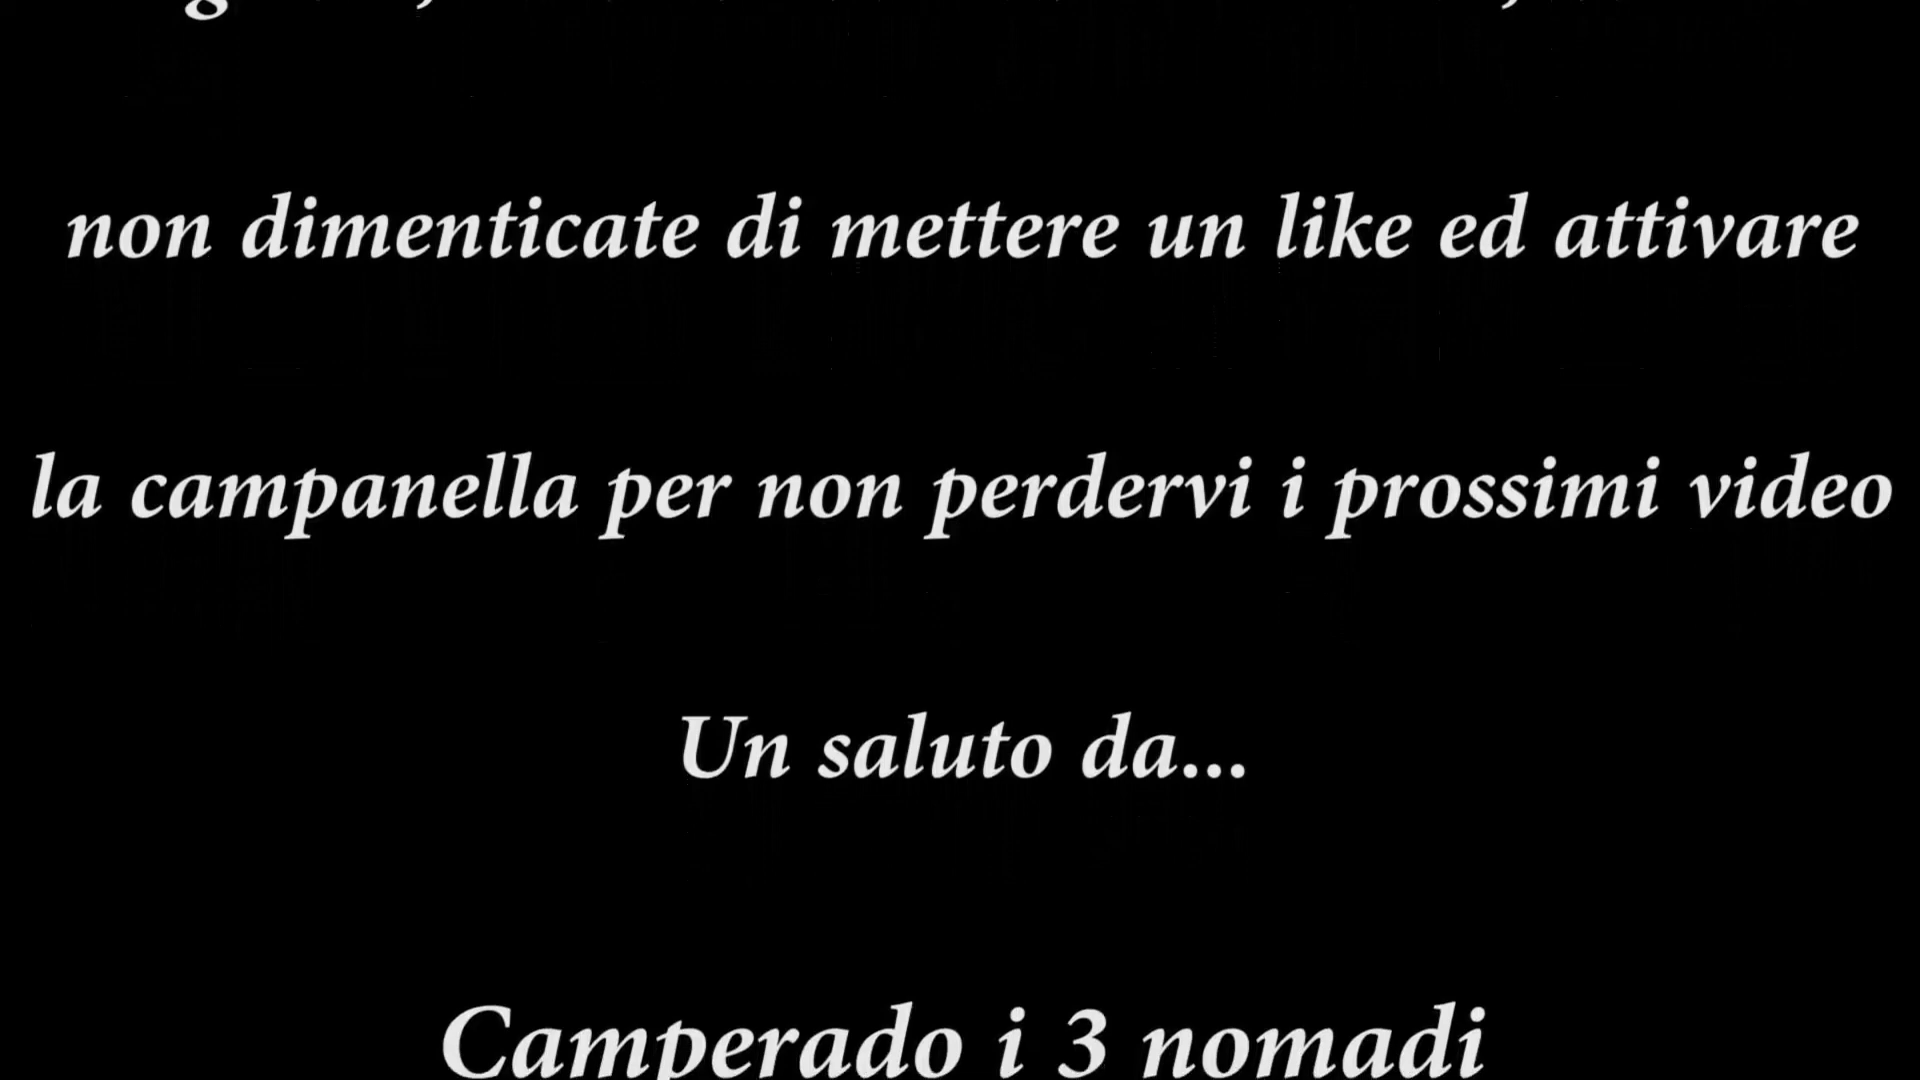 non dimenticate di mettere un like ed attivare
la campanella per non perdervi i prossimi video
Un saluto da...
Camperado i 3 nomadi